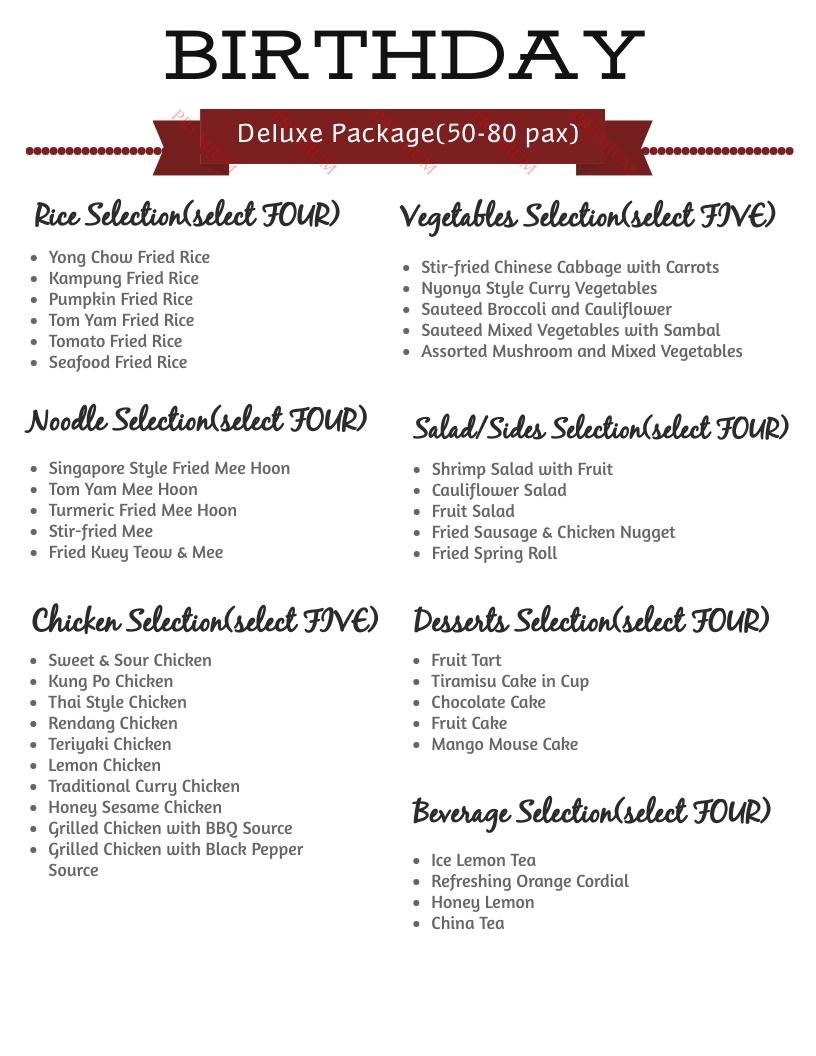 BIRTHDAY
Deluxe Package(50-80 pax)
PREMIUM PREMIUM PREMIUM PREMIUM PREMIUM
Rice Selection(select FOUR)
Yong Chow Fried Rice
Kampung Fried Rice
Pumpkin Fried Rice
Tom Yam Fried Rice
Tomato Fried Rice
Seafood Fried Rice
Noodle Selection(select FOUR)
Singapore Style Fried Mee Hoon
Tom Yam Mee Hoon
Turmeric Fried Mee Hoon
Stir-fried Mee
Fried Kuey Teow & Mee
Chicken Selection(select FIVE)
Sweet & Sour Chicken
Kung Po Chicken
Thai Style Chicken
Rendang Chicken
Teriyaki Chicken
Lemon Chicken
Traditional Curry Chicken
Honey Sesame Chicken
Grilled Chicken with BBQ Source
Grilled Chicken with Black Pepper
Source
Vegetables Selection(select FIVE)
Stir-fried Chinese Cabbage with Carrots
Nyonya Style Curry Vegetables
Sauteed Broccoli and Cauliflower
Sauteed Mixed Vegetables with Sambal
Assorted Mushroom and Mixed Vegetables
Salad/Sides Selection(select FOUR)
Shrimp Salad with Fruit
Cauliflower Salad
Fruit Salad
Fried Sausage & Chicken Nugget
Fried Spring Roll
Desserts Selection(select FOUR)
Fruit Tart
Tiramisu Cake in Cup
Chocolate Cake
Fruit Cake
Mango Mouse Cake
Beverage Selection(select FOUR)
Ice Lemon Tea
Refreshing Orange Cordial
Honey Lemon
China Tea